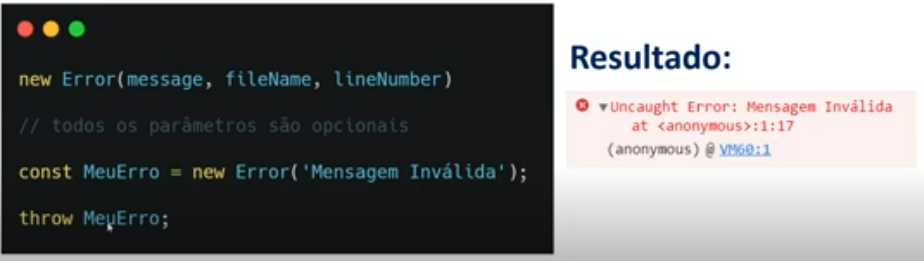 new Error(message, fileName, lineNumber)
// todos os parâmetros são opcionais
const MeuErro = new Error('Mensagem Inválida');
throw MeuErro;
Resultado:
▼Uncaught Error: Mensagem Inválida
at <anonymous>:1:17
(anonymous) @ VM60:1